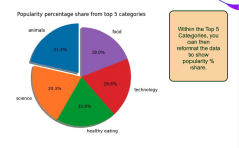 Popularity percentage share from top 5 categories
animals
food
technology
healthy eating
science
Within the Top 5
Categories, you
can then
reformat the data
to show
popularity %
share.